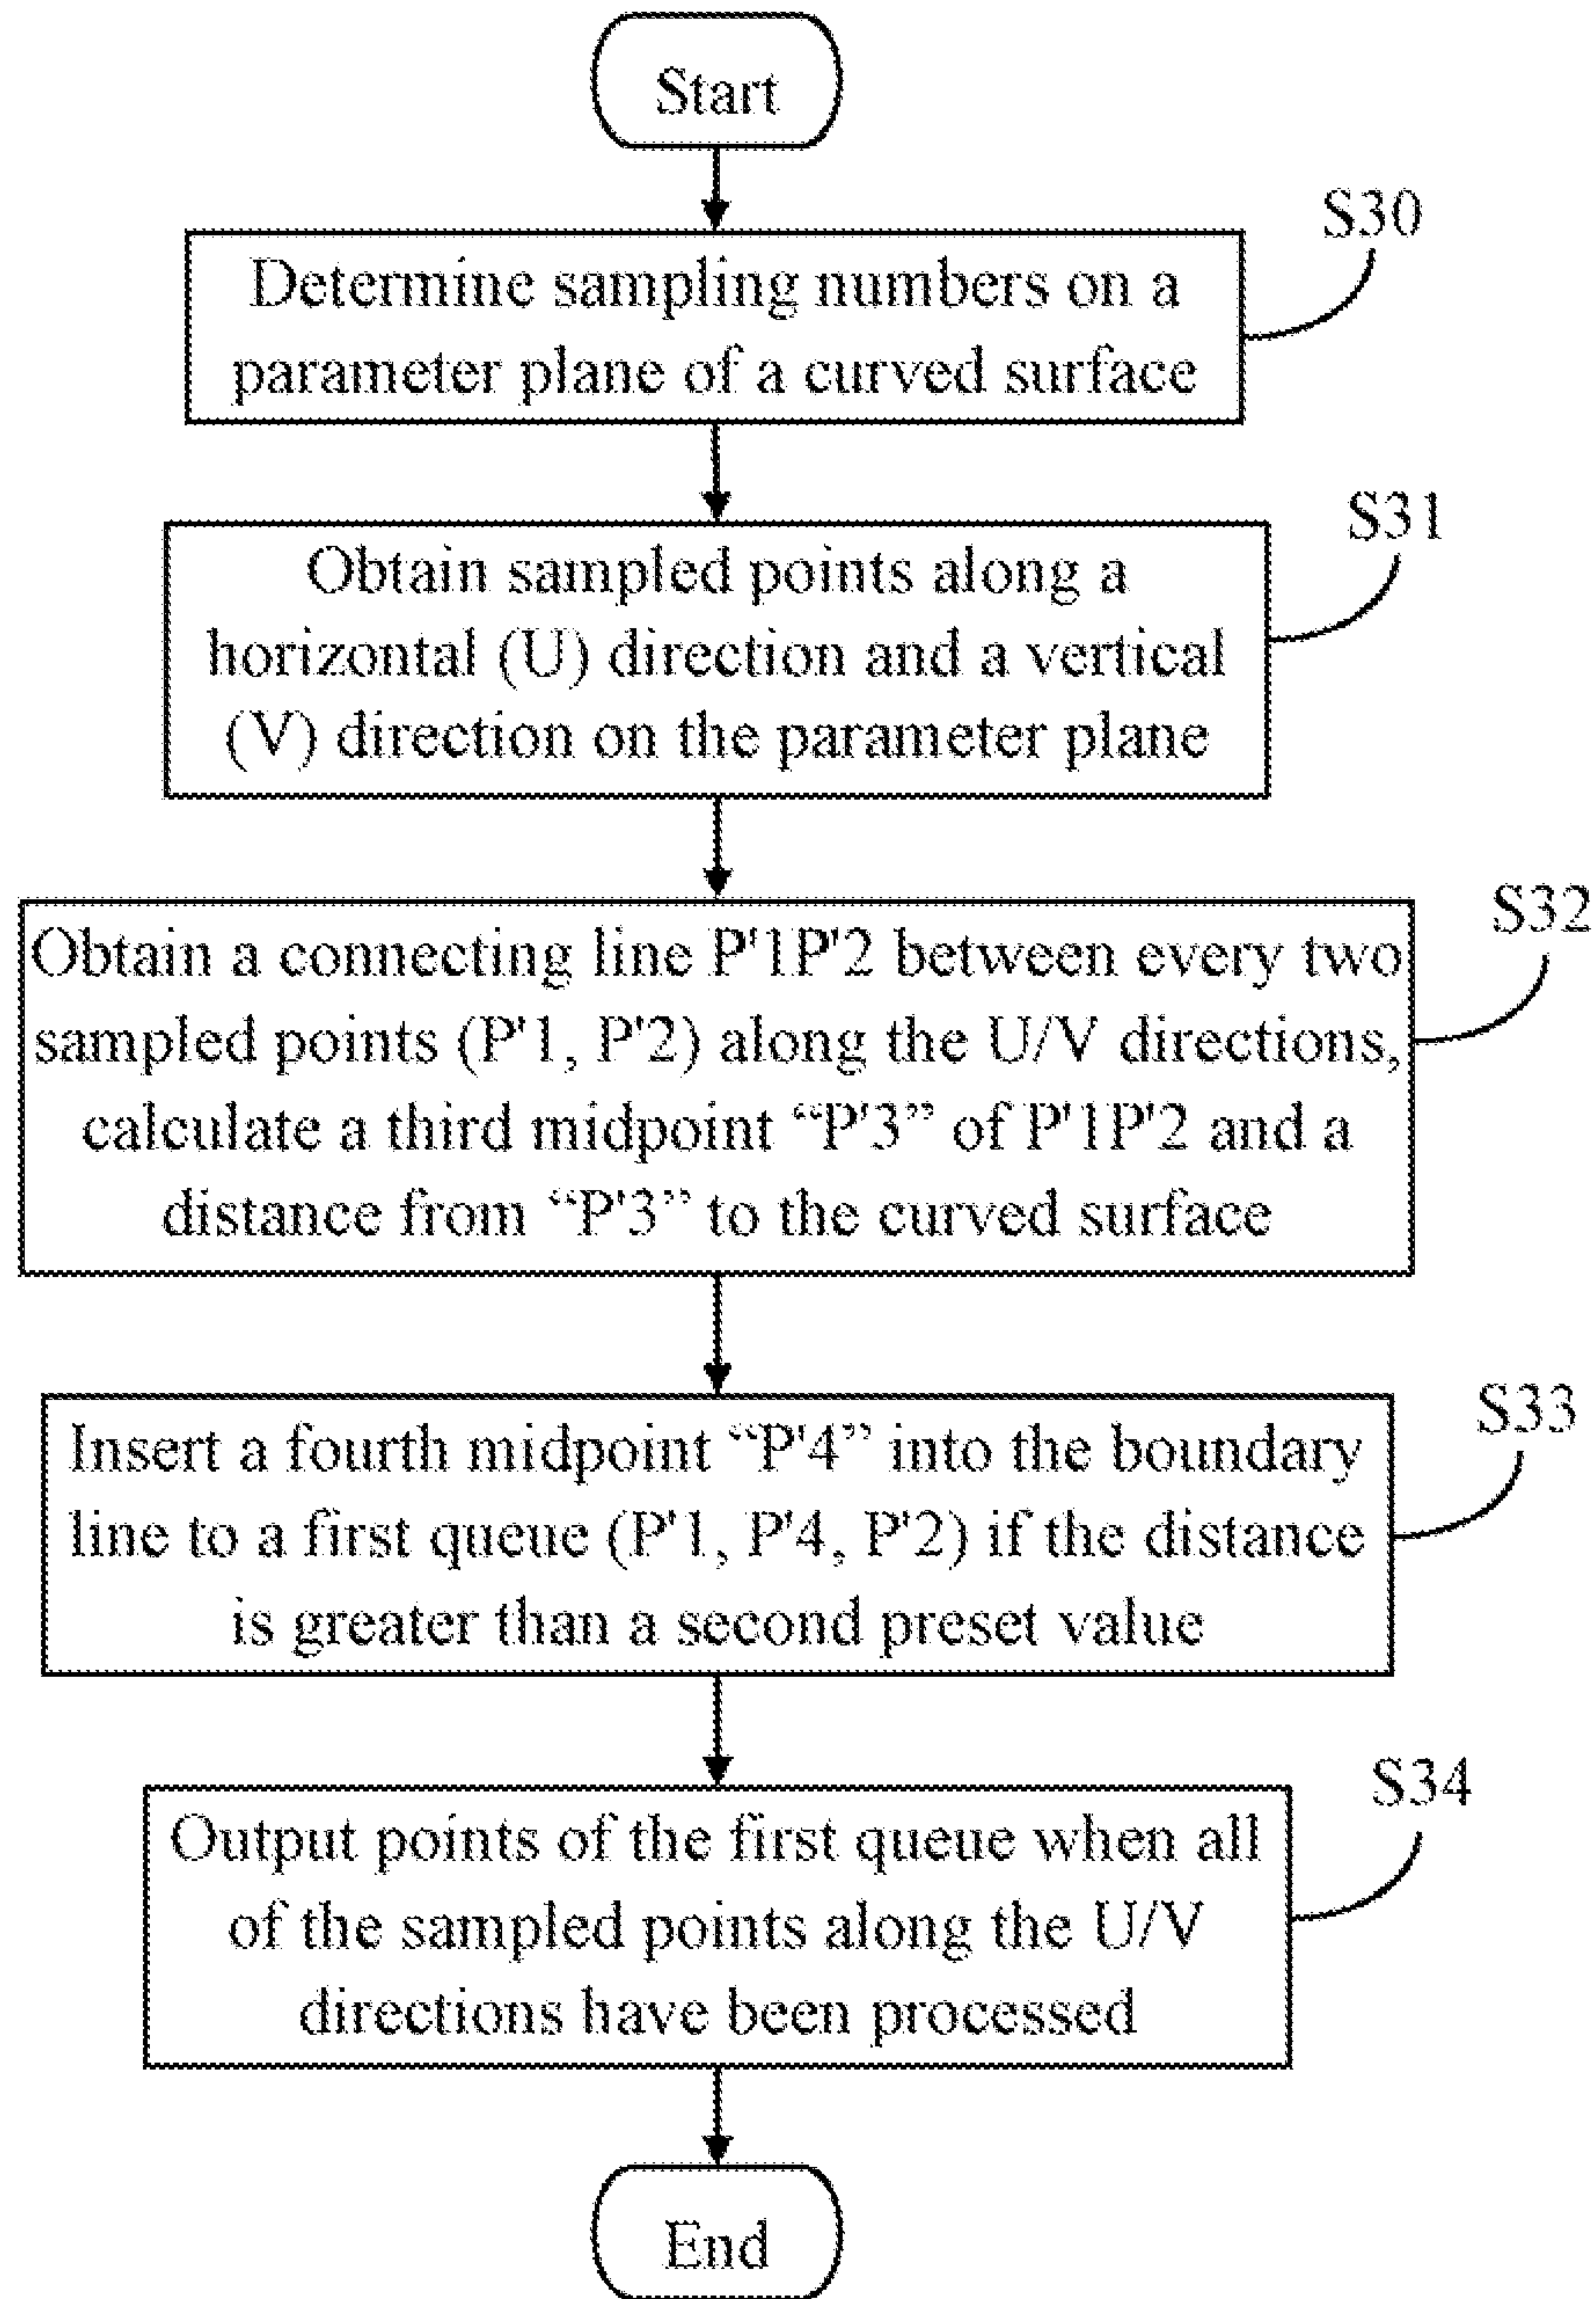 Start
S30
Determine sampling numbers on a
parameter plane of a curved surface
S31
Obtain sampled points along a
horizontal (U) direction and a vertical
(V) direction on the parameter plane
S32
Obtain a connecting line P'1P'2 between every two
sampled points (P'1, P'2) along the U/V directions,
calculate a third midpoint “P'3” of P'1P'2 and a
distance from “P'3” to the curved surface
S33
Insert a fourth midpoint “P'4” into the boundary
line to a first queue (P'1, P'4, P'2) if the distance
is greater than a second preset value
S34
Output points of the first queue when all
of the sampled points along the U/V
directions have been processed
End